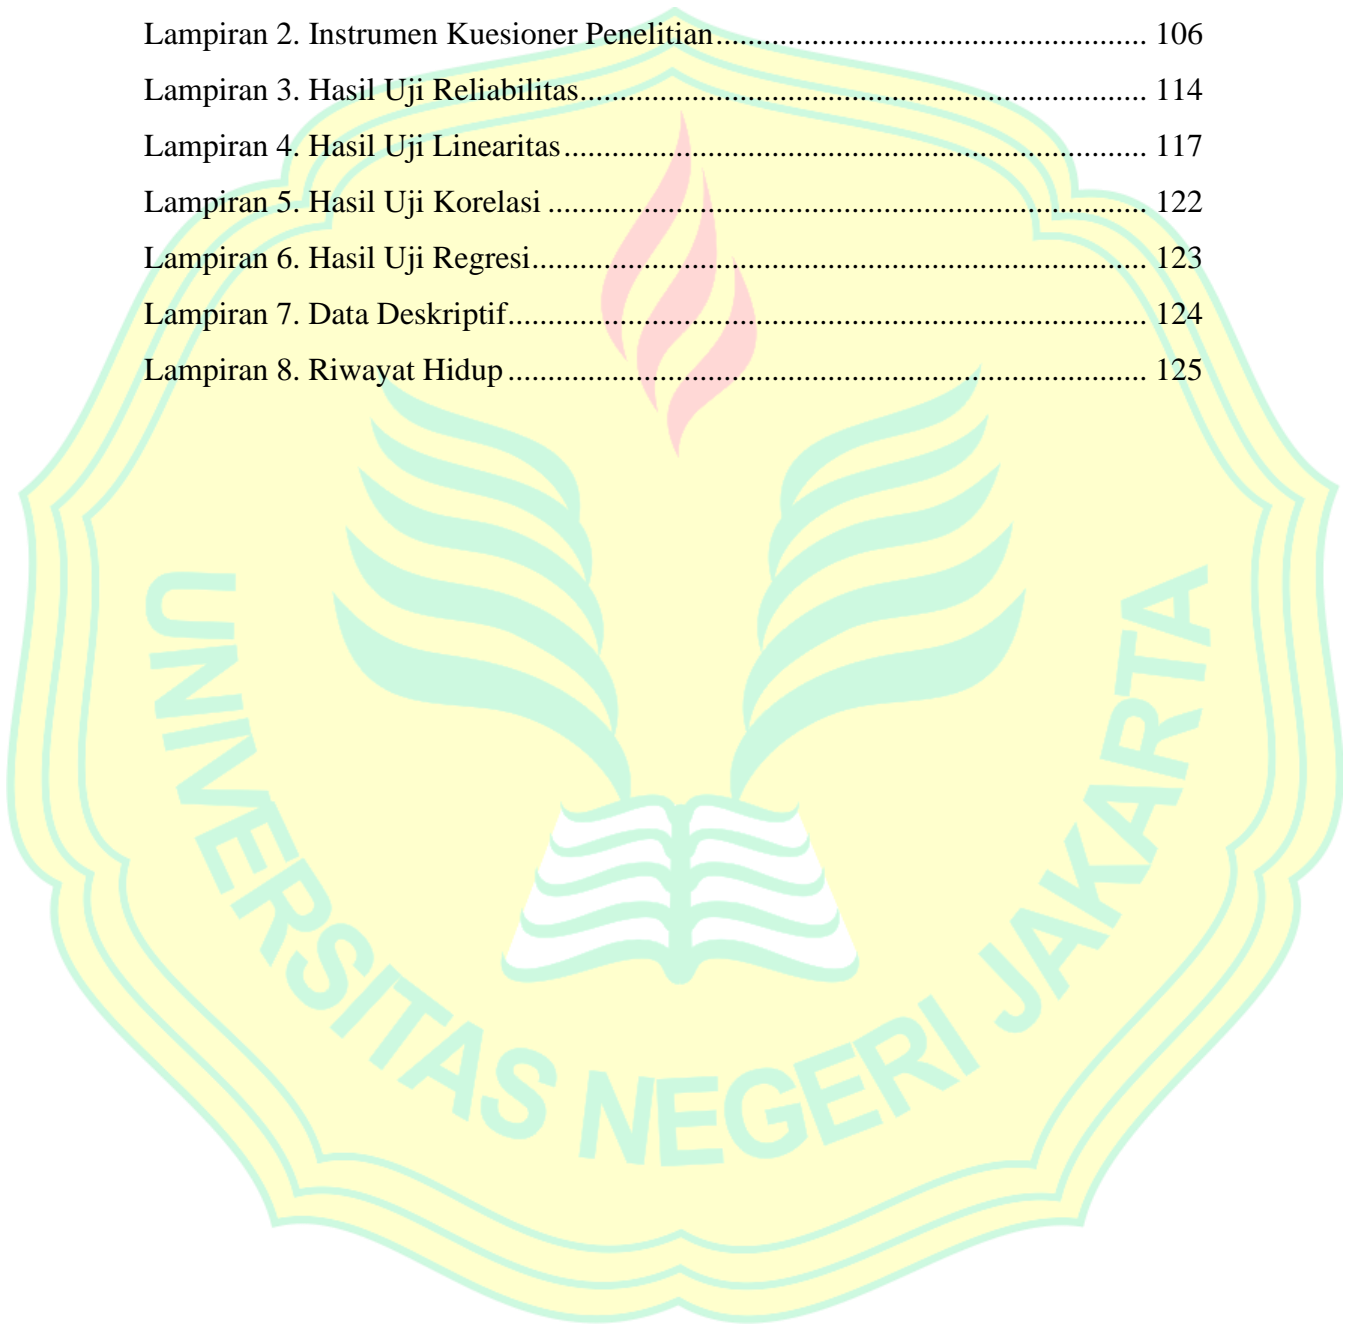 Lampiran 2. Instrumen Kuesioner Penelitian........................................................ 106
Lampiran 3. Hasil Uji Reliabilitas......................................................................... 114
Lampiran 4. Hasil Uji Linearitas........................................................................... 117
Lampiran 5. Hasil Uji Korelasi ............................................................................. 122
Lampiran 6. Hasil Uji Regresi............................................................................... 123
Lampiran 7. Data Deskriptif.................................................................................. 124
Lampiran 8. Riwayat Hidup.................................................................................. 125
UNIVERSITAS NEGERI JAKARTA